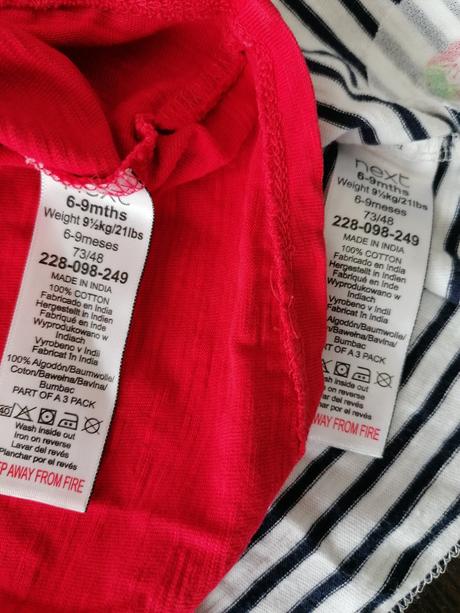 next
6-9mths
Weight 9½kg/21lbs
6-9meses
73/48
228-098-249
MADE IN INDIA
100% COTTON
Fabricado en Inde
Hergestellt in Indien
Fabriqué en Inde
Wyprodukowano w
Indiach
Vyrobeno v Indii
Fabricat în India
100% Algodón/Baumwolle/
Coton/Bawełna/Bavlna/
Bumbac
PART OF A 3 PACK
40
Wash inside out
Iron on reverse
Lavar del revés
Planchar por el revés
AWAY FROM FIRE
next
6-9mths
Weight 9½kg/21lbs
6-9meses
73/48
228-098-249
MADE IN INDIA
100% COTTON
Fabricado en Indien
Hergestellt in Indien
Fabriqué en Inde
Wyprodukowano w
Indiach
Vyrobeno v Indii
Fabricat în India
Algodón/Baumwolle/
Bawełna/Bavlna/
Bumbac
PART OF A 3 PACK
Wash inside out
Iron on reverse
Lavar del revés
Planchar por el revés
AWAY FROM FIRE